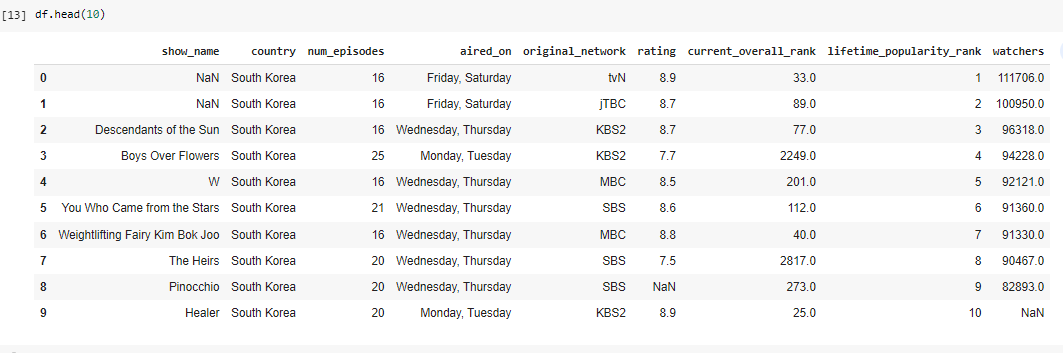 [13] df.head(10)
show_name country num_episodes aired_on original_network rating current_overall_rank lifetime_popularity_rank watchers
0 NaN South Korea 16 Friday, Saturday tvN 8.9 33.0 1 111706.0
1 NaN South Korea 16 Friday, Saturday jTBC 8.7 89.0 2 100950.0
2 Descendants of the Sun South Korea 16 Wednesday, Thursday KBS2 8.7 77.0 3 96318.0
3 Boys Over Flowers South Korea 25 Monday, Tuesday KBS2 7.7 2249.0 4 94228.0
4 W South Korea 16 Wednesday, Thursday MBC 8.5 201.0 5 92121.0
5 You Who Came from the Stars South Korea 21 Wednesday, Thursday SBS 8.6 112.0 6 91360.0
6 Weightlifting Fairy Kim Bok Joo South Korea 16 Wednesday, Thursday MBC 8.8 40.0 7 91330.0
7 The Heirs South Korea 20 Wednesday, Thursday SBS 7.5 2817.0 8 90467.0
8 Pinocchio South Korea 20 Wednesday, Thursday SBS NaN 273.0 9 82893.0
9 Healer South Korea 20 Monday, Tuesday KBS2 8.9 25.0 10 NaN